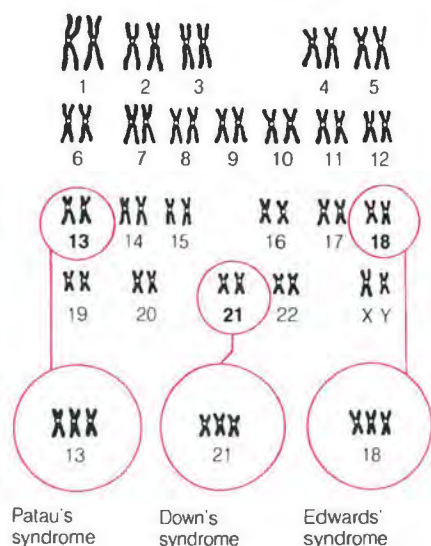 1 2 3 4 5
6 7 8 9 10 11 12
13 14 15 16 17 18
19 20 21 22 X Y
13 21 18
Patau's Down's Edwards'
syndrome syndrome syndrome